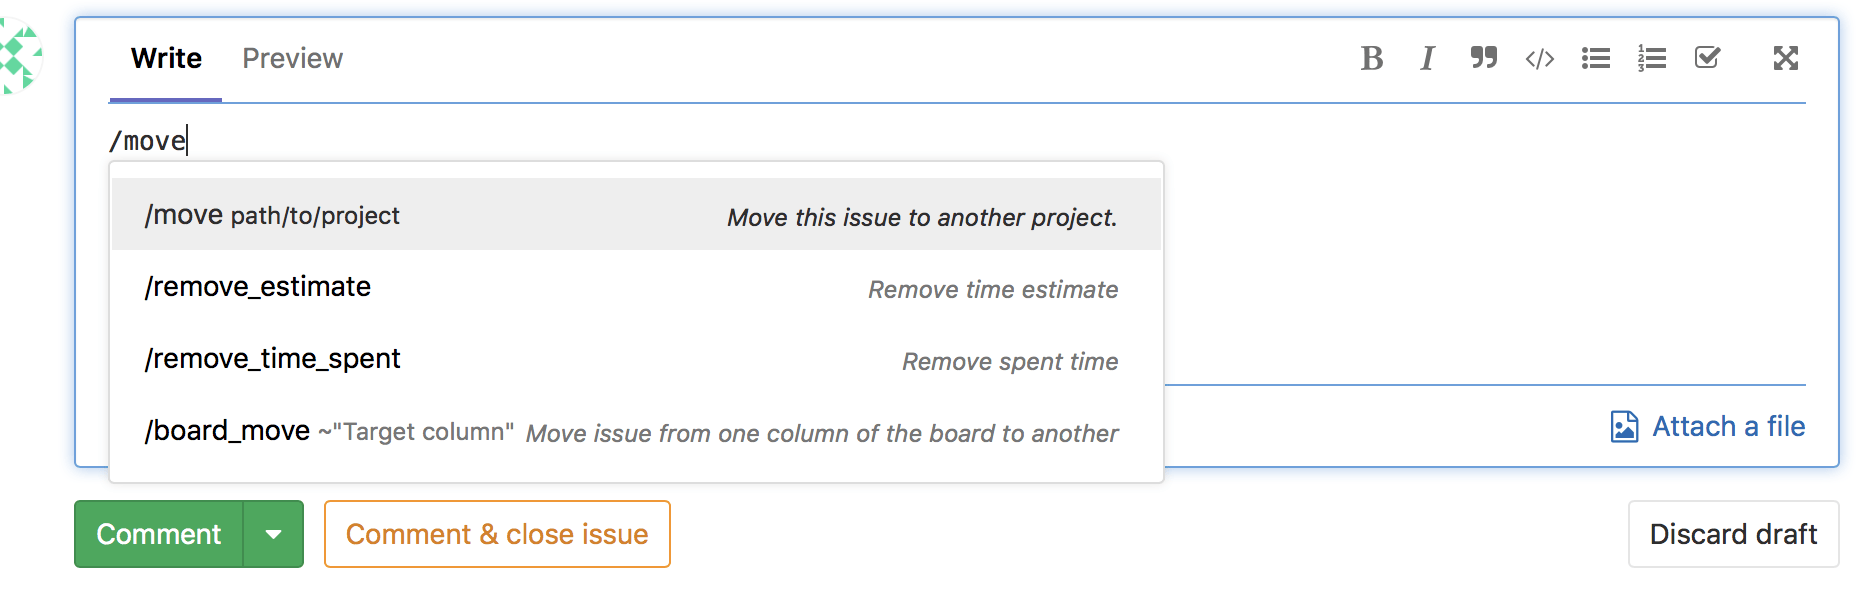 Write Preview
/move
/move path/to/project Move this issue to another project.
/remove_estimate Remove time estimate
/remove_time_spent Remove spent time
/board_move ~"Target column" Move issue from one column of the board to another
Attach a file
Comment Comment & close issue Discard draft